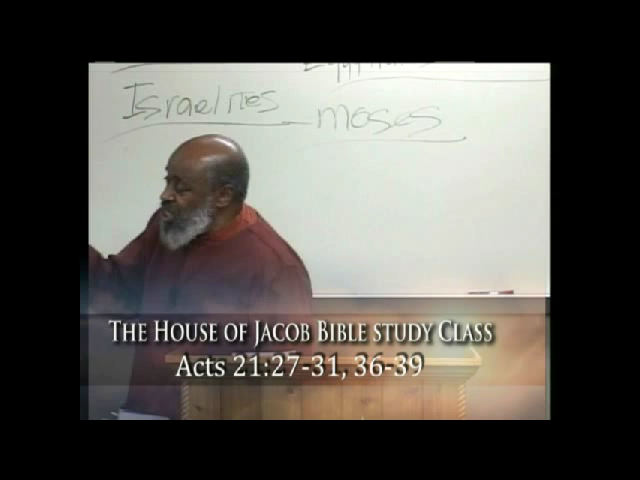 Israelites moses
THE HOUSE OF JACOB BIBLE STUDY CLASS
Acts 21:27-31, 36-39